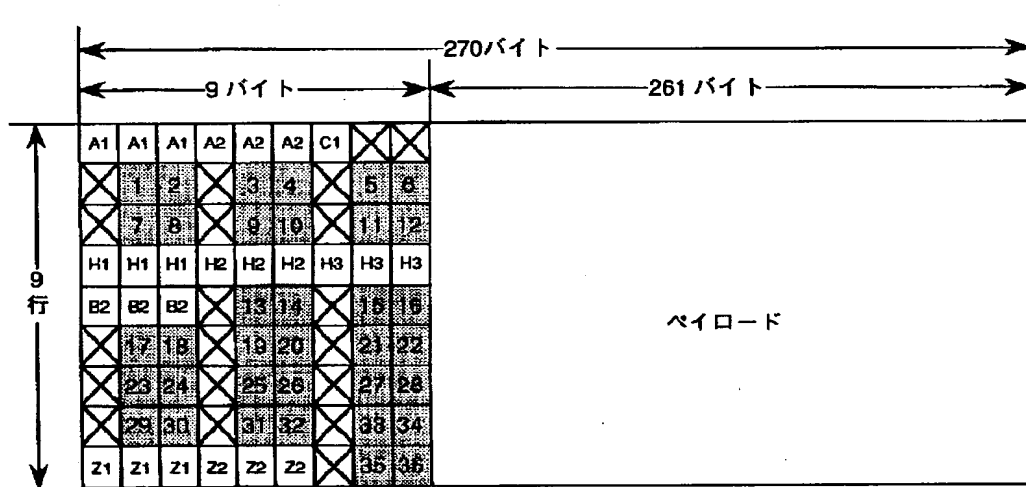 270バイト
9バイト 261バイト
A1 A1 A1 A2 A2 A2 C1
1 2 3 4 5 6
7 8 9 10 11 12
H1 H1 H1 H2 H2 H2 H3 H3 H3
B2 B2 B2 13 14 15 16
17 18 19 20 21 22
23 24 25 26 27 28
29 30 31 32 33 34
Z1 Z1 Z1 Z2 Z2 Z2 35 36
9
行
ペイロード